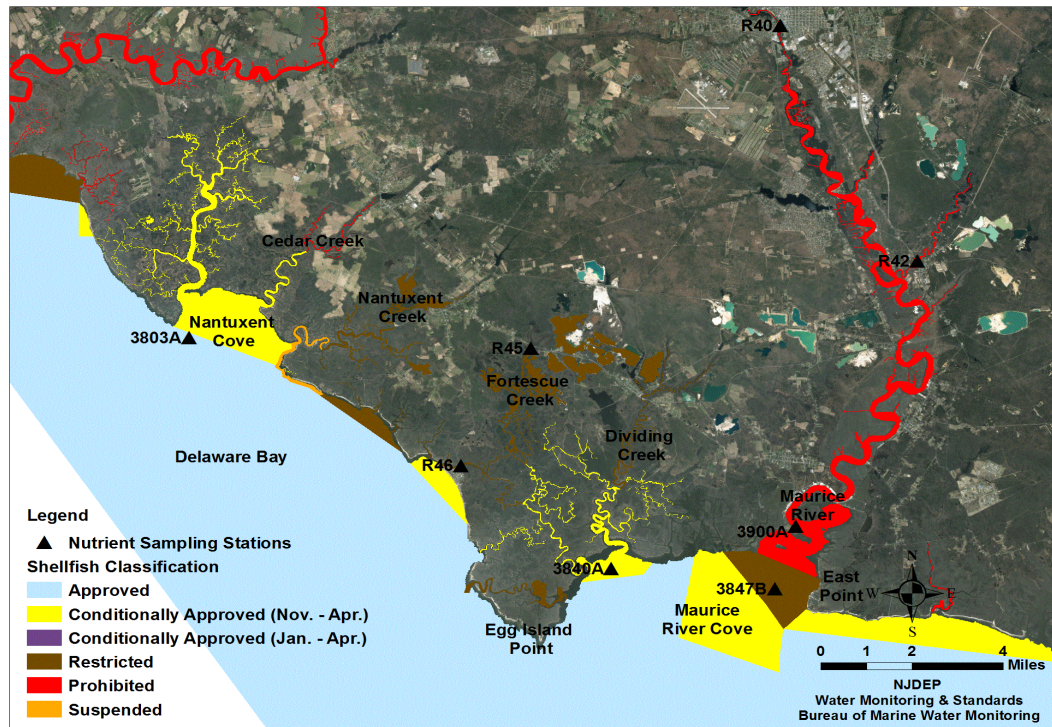 R40
Cedar Creek
R42
Nantuxent
Creek
Nantuxent
Cove
3803A
R45
Fortescue
Creek
Dividing
Creek
Delaware Bay
R46
Maurice
River
3900A
3840A
3847B
East
Point
N
W
E
S
Maurice
River Cove
Egg Island
Point
Legend
Nutrient Sampling Stations
Shellfish Classification
Approved
Conditionally Approved (Nov. - Apr.)
Conditionally Approved (Jan. - Apr.)
Restricted
Prohibited
Suspended
0 1 2 4
Miles
NJDEP
Water Monitoring & Standards
Bureau of Marine Water Monitoring